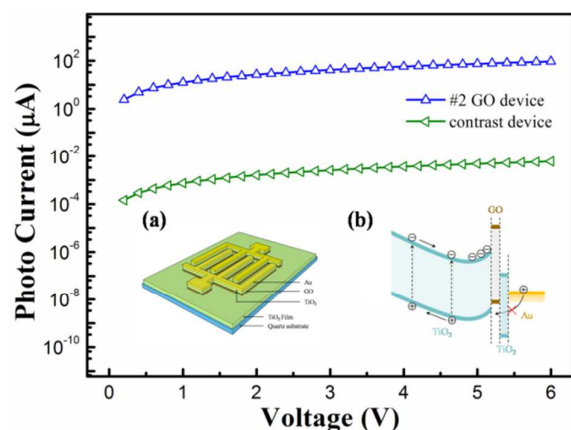 Photo Current (μA)
10²
10⁰
10⁻²
10⁻⁴
10⁻⁶
10⁻⁸
10⁻¹⁰
#2 GO device
contrast device
(a)
Au
GO
TiO₂
TiO₂ Film
Quartz substrate
(b)
GO
TiO₂
Au
TiO₂
0 1 2 3 4 5 6
Voltage (V)